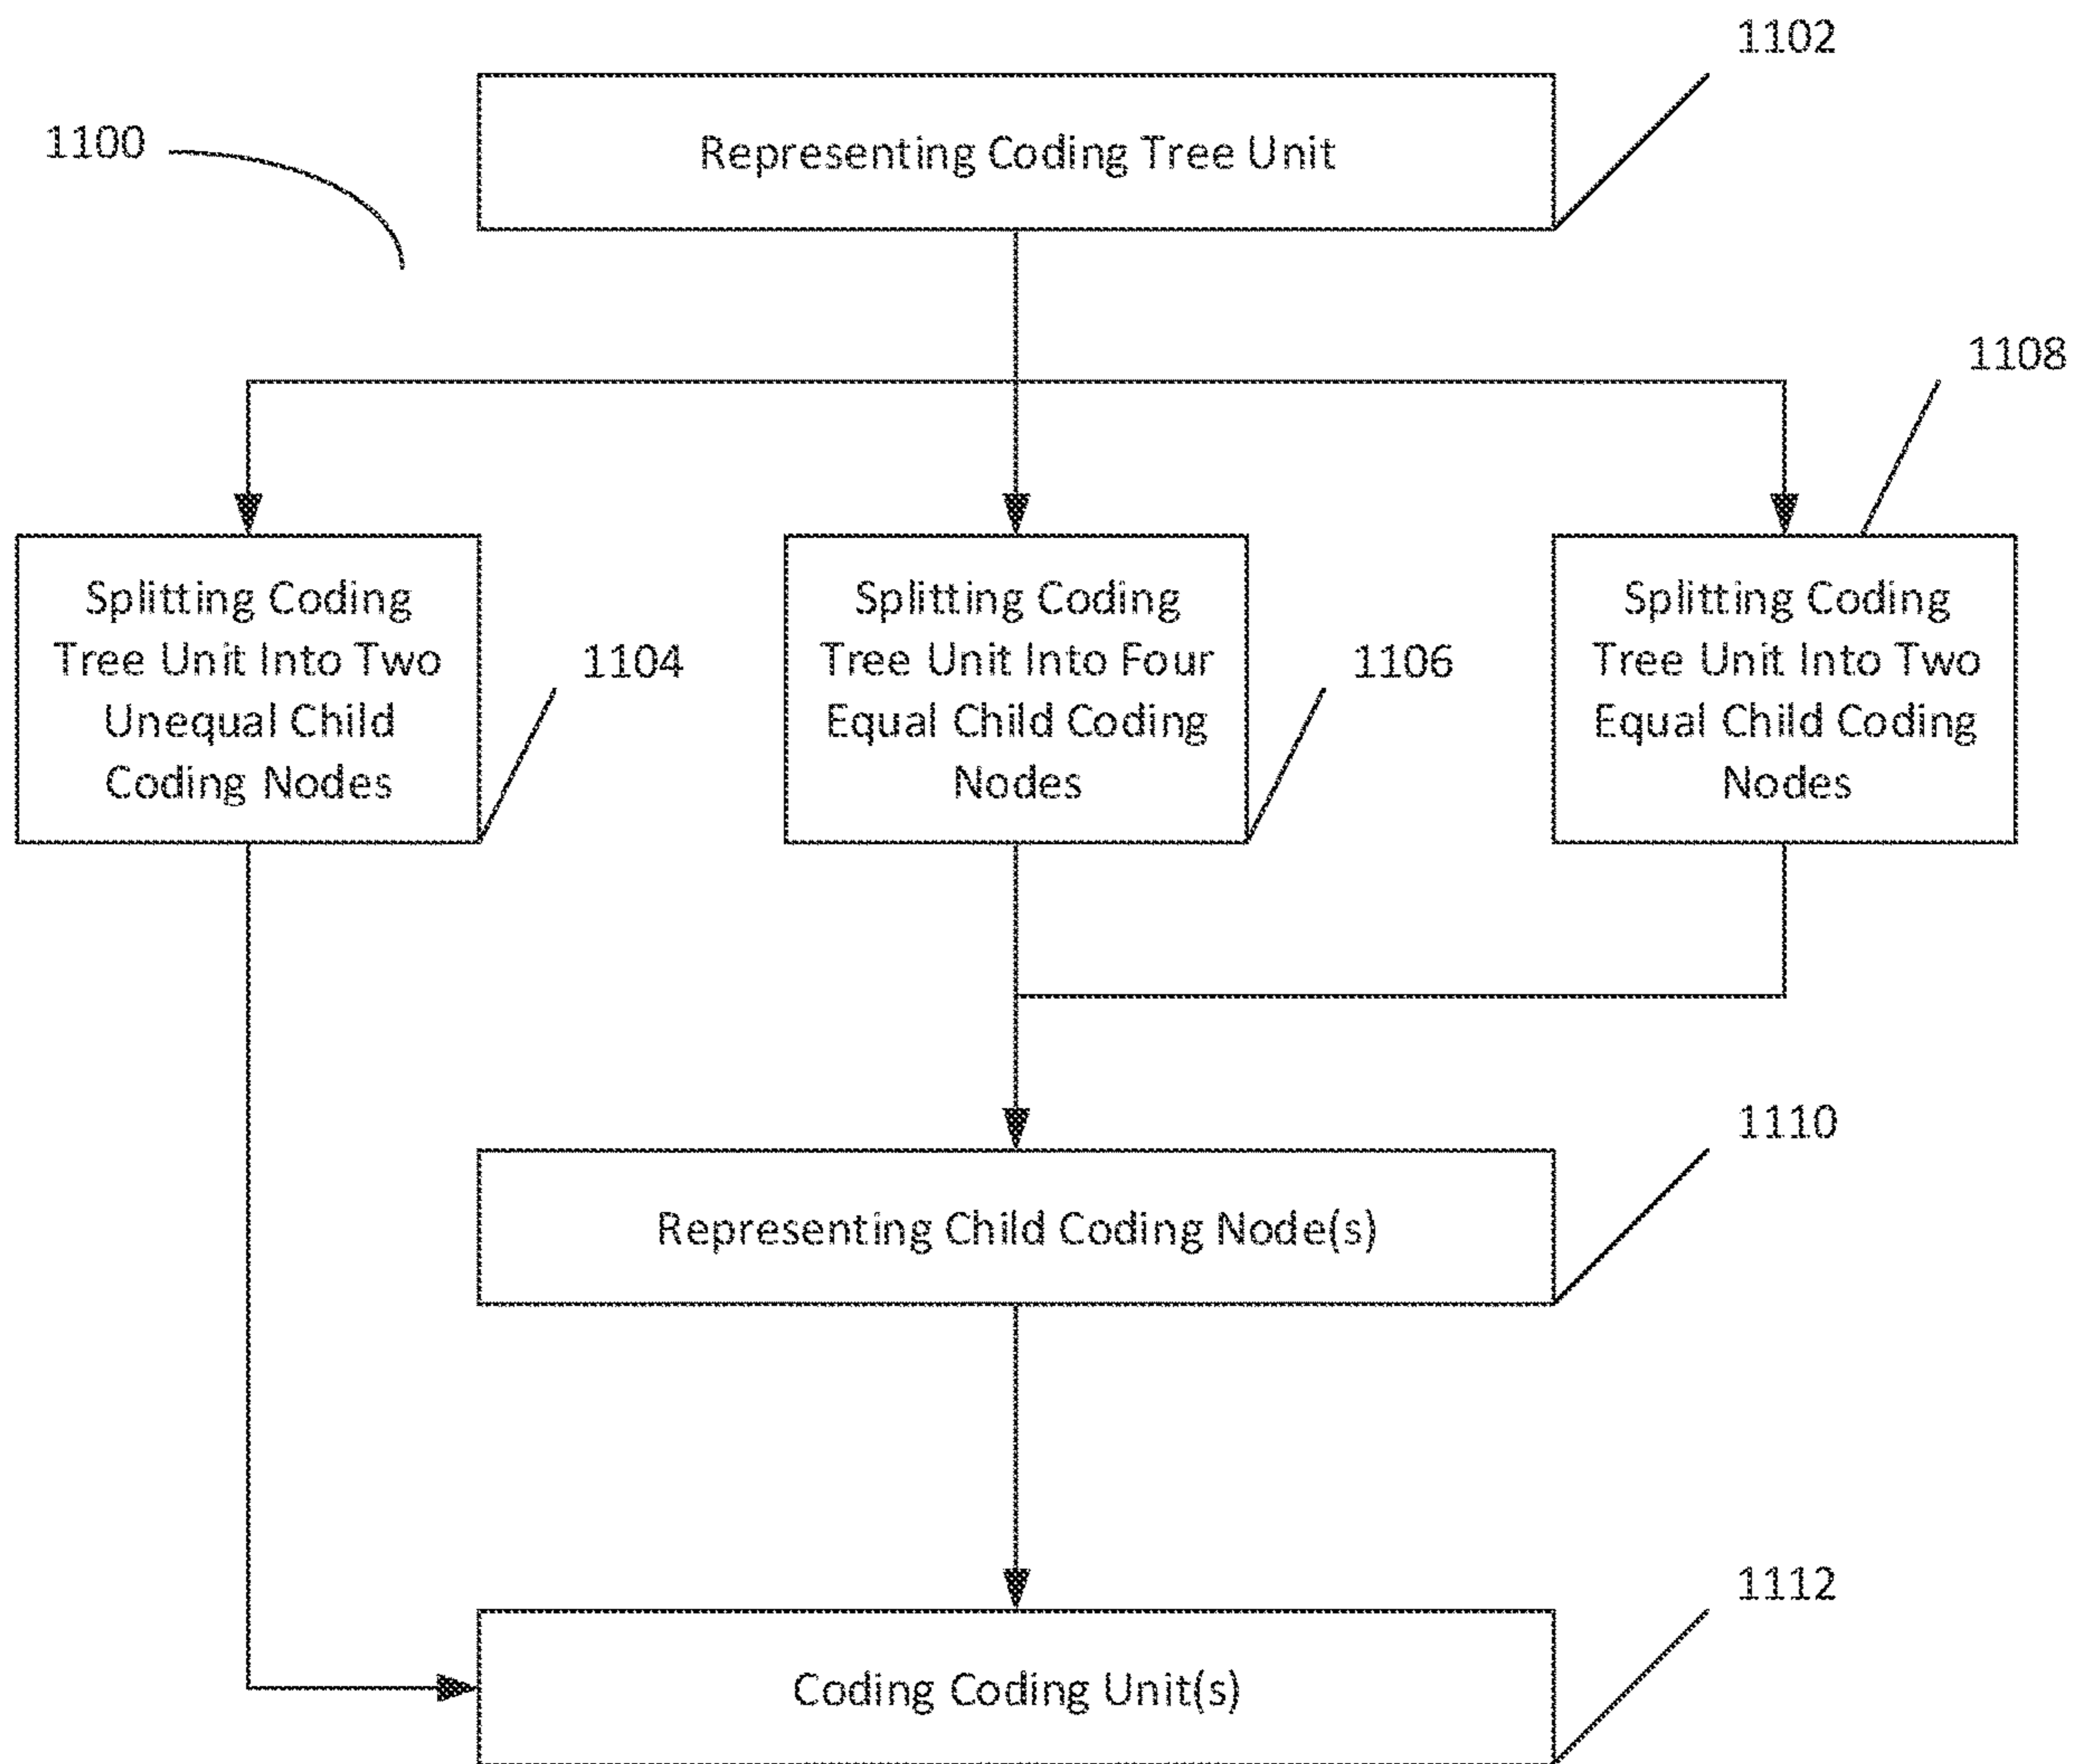 1102
1100
Representing Coding Tree Unit
1108
Splitting Coding
Tree Unit Into Two
Unequal Child
Coding Nodes
1104
Splitting Coding
Tree Unit Into Four
Equal Child Coding
Nodes
1106
Splitting Coding
Tree Unit Into Two
Equal Child Coding
Nodes
1110
Representing Child Coding Node(s)
1112
Coding Coding Unit(s)